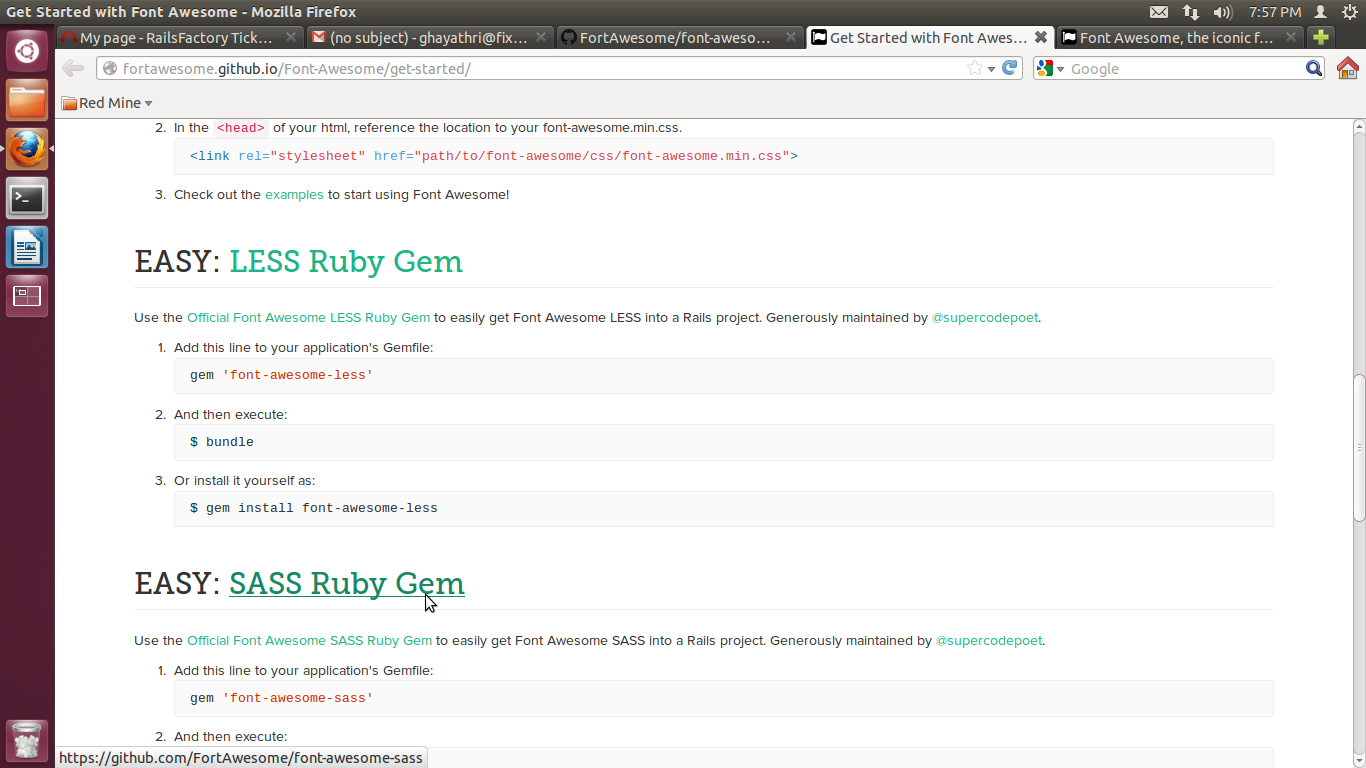 Get Started with Font Awesome - Mozilla Firefox
7:57 PM
My page - RailsFactory Tick...
(no subject) - ghayathri@fix...
FortAwesome/font-aweso...
Get Started with Font Awes...
Font Awesome, the iconic f...
fortawesome.github.io/Font-Awesome/get-started/
Google
Red Mine
2. In the <head> of your html, reference the location to your font-awesome.min.css.
<link rel="stylesheet" href="path/to/font-awesome/css/font-awesome.min.css">
3. Check out the examples to start using Font Awesome!
EASY: LESS Ruby Gem
Use the Official Font Awesome LESS Ruby Gem to easily get Font Awesome LESS into a Rails project. Generously maintained by @supercodepoet.
1. Add this line to your application's Gemfile:
gem 'font-awesome-less'
2. And then execute:
$ bundle
3. Or install it yourself as:
$ gem install font-awesome-less
EASY: SASS Ruby Gem
Use the Official Font Awesome SASS Ruby Gem to easily get Font Awesome SASS into a Rails project. Generously maintained by @supercodepoet.
1. Add this line to your application's Gemfile:
gem 'font-awesome-sass'
2. And then execute:
https://github.com/FortAwesome/font-awesome-sass